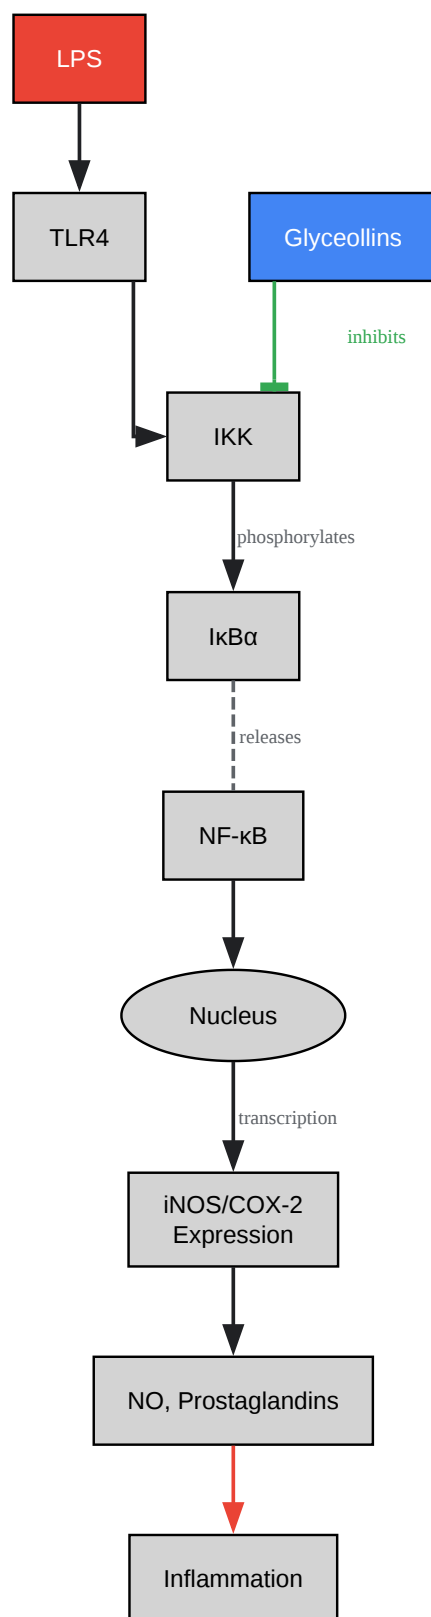 LPS
TLR4
Glyceollins
inhibits
IKK
phosphorylates
IκBα
releases
NF-κB
Nucleus
transcription
iNOS/COX-2
Expression
NO, Prostaglandins
Inflammation